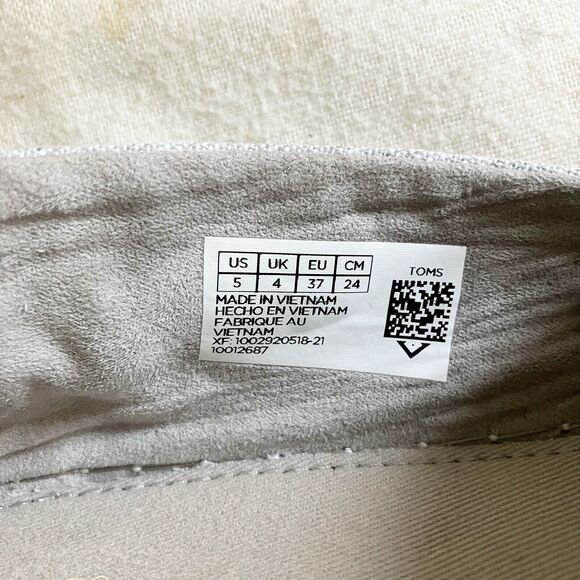 US UK EU CM
5 4 37 24
TOMS
MADE IN VIETNAM
HECHO EN VIETNAM
FABRIQUE AU
VIETNAM
XF: 1002920518-21
10012687